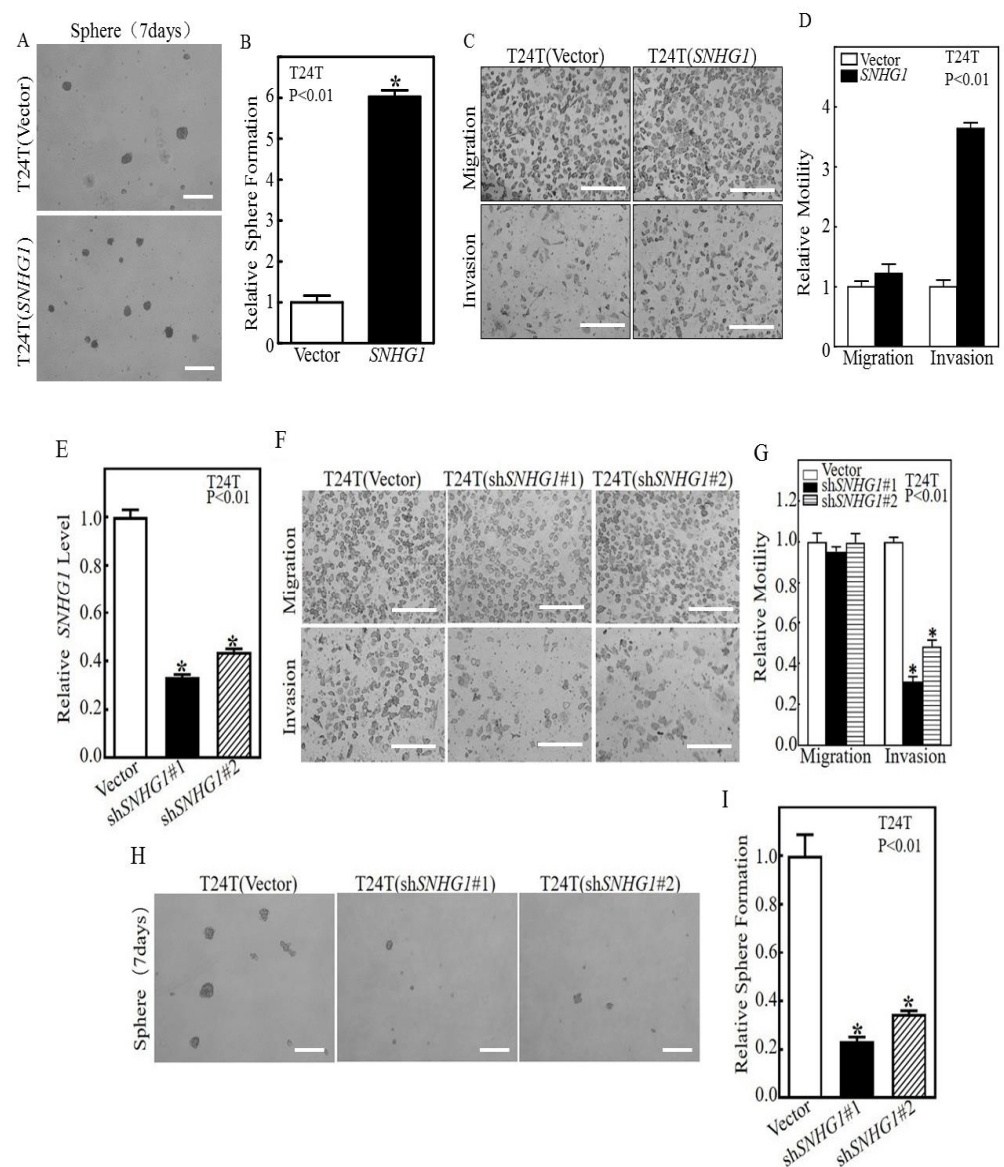 A
Sphere（7days）
T24T(Vector)
T24T(SNHG1)
B
T24T
P<0.01
*
Relative Sphere Formation
6
5
4
3
2
1
0
Vector
SNHG1
C
T24T(Vector)
T24T(SNHG1)
Migration
Invasion
D
Vector
SNHG1
T24T
P<0.01
Relative Motility
4
3
2
1
0
Migration
Invasion
E
T24T
P<0.01
Relative SNHG1 Level
1.0
0.8
0.6
0.4
0.2
0.0
*
*
Vector
shSNHG1#1
shSNHG1#2
F
T24T(Vector)
T24T(shSNHG1#1)
T24T(shSNHG1#2)
Migration
Invasion
G
Vector
shSNHG1#1
shSNHG1#2
T24T
P<0.01
Relative Motility
1.2
1.0
0.8
0.6
0.4
0.2
0.0
*
*
Migration
Invasion
H
T24T(Vector)
T24T(shSNHG1#1)
T24T(shSNHG1#2)
Sphere（7days）
I
T24T
P<0.01
Relative Sphere Formation
1.0
0.8
0.6
0.4
0.2
0.0
*
*
Vector
shSNHG1#1
shSNHG1#2